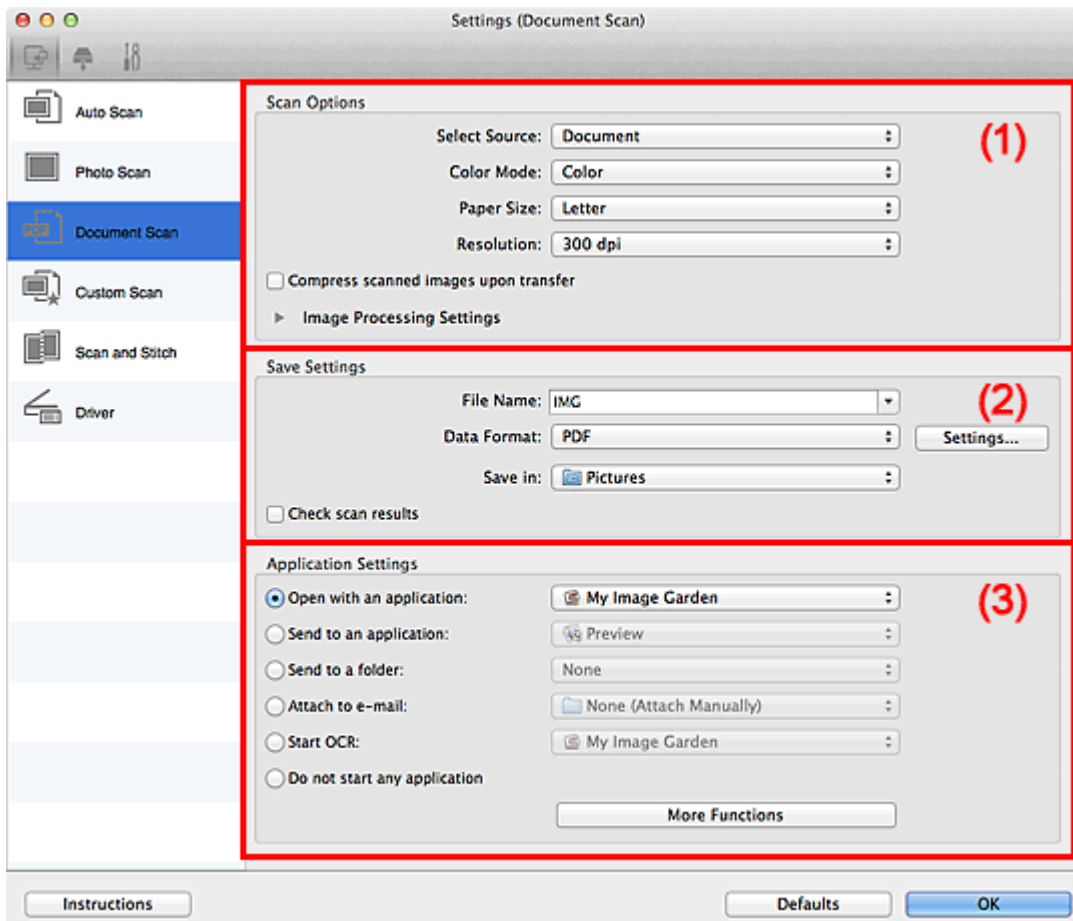 Settings (Document Scan)
Auto Scan
Photo Scan
PDF
Document Scan
Custom Scan
Scan and Stitch
Driver
Scan Options
(1)
Select Source: Document
Color Mode: Color
Paper Size: Letter
Resolution: 300 dpi
Compress scanned images upon transfer
Image Processing Settings
Save Settings
(2)
File Name: IMG
Data Format: PDF Settings...
Save in: Pictures
Check scan results
Application Settings
(3)
Open with an application: My Image Garden
Send to an application: Preview
Send to a folder: None
Attach to e-mail: None (Attach Manually)
Start OCR: My Image Garden
Do not start any application
More Functions
Instructions Defaults OK